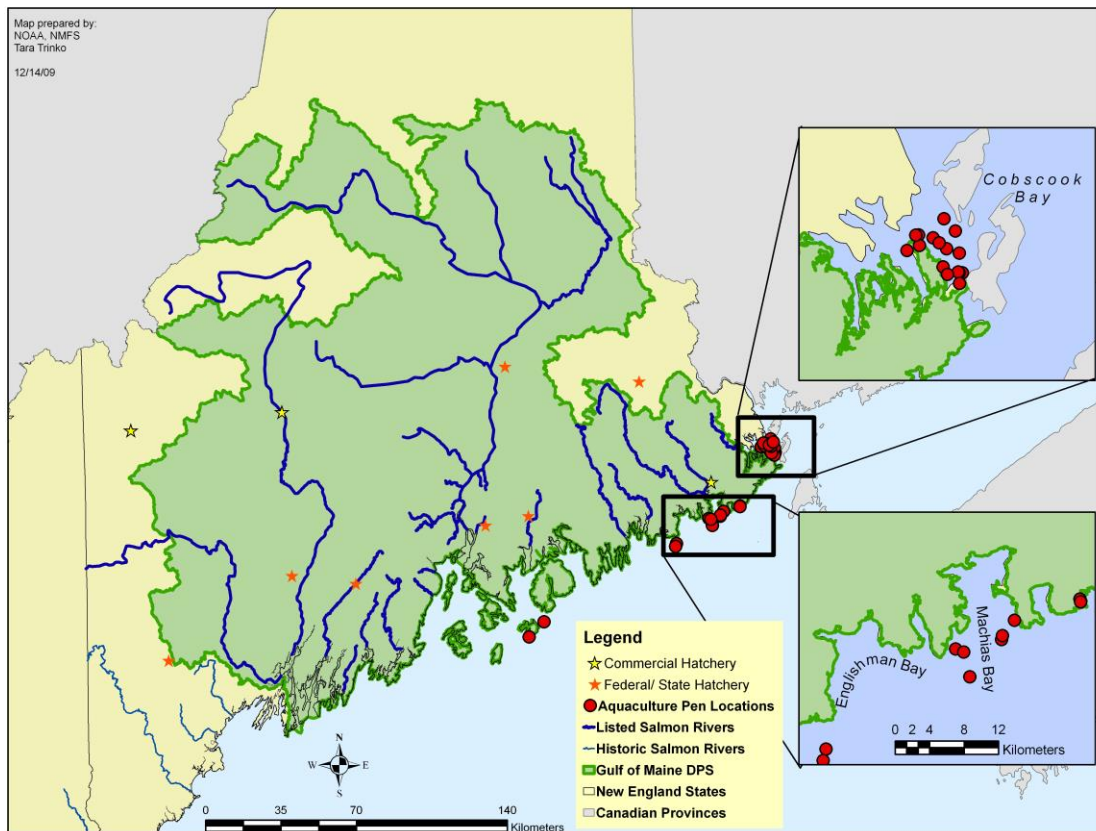 Map prepared by:
NOAA, NMFS
Tara Trinko
12/14/09
Cobscook
Bay
Englishman Bay
Machias Bay
0 2 4 8 12
Kilometers
Legend
Commercial Hatchery
Federal/ State Hatchery
Aquaculture Pen Locations
Listed Salmon Rivers
Historic Salmon Rivers
Gulf of Maine DPS
New England States
Canadian Provinces
N
W E
S
0 35 70 140
Kilometers